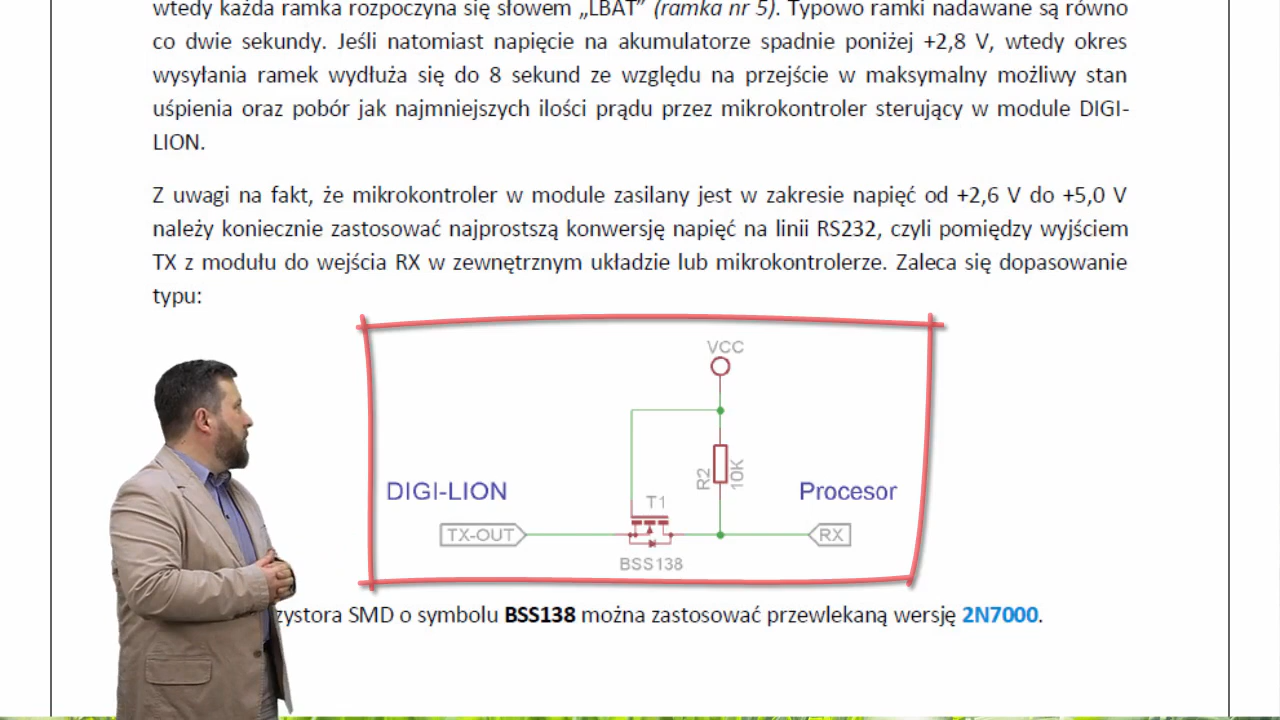 wtedy każda ramka rozpoczyna się słowem „LBAT” (ramka nr 5). Typowo ramki nadawane są równo
co dwie sekundy. Jeśli natomiast napięcie na akumulatorze spadnie poniżej +2,8 V, wtedy okres
wysyłania ramek wydłuża się do 8 sekund ze względu na przejście w maksymalny możliwy stan
uśpienia oraz pobór jak najmniejszych ilości prądu przez mikrokontroler sterujący w module DIGI-
LION.
Z uwagi na fakt, że mikrokontroler w module zasilany jest w zakresie napięć od +2,6 V do +5,0 V
należy koniecznie zastosować najprostszą konwersję napięć na linii RS232, czyli pomiędzy wyjściem
TX z modułu do wejścia RX w zewnętrznym układzie lub mikrokontrolerze. Zaleca się dopasowanie
typu:
VCC
R2
10K
DIGI-LION
T1
Procesor
TX-OUT
RX
BSS138
zystora SMD o symbolu BSS138 można zastosować przewlekaną wersję 2N7000.